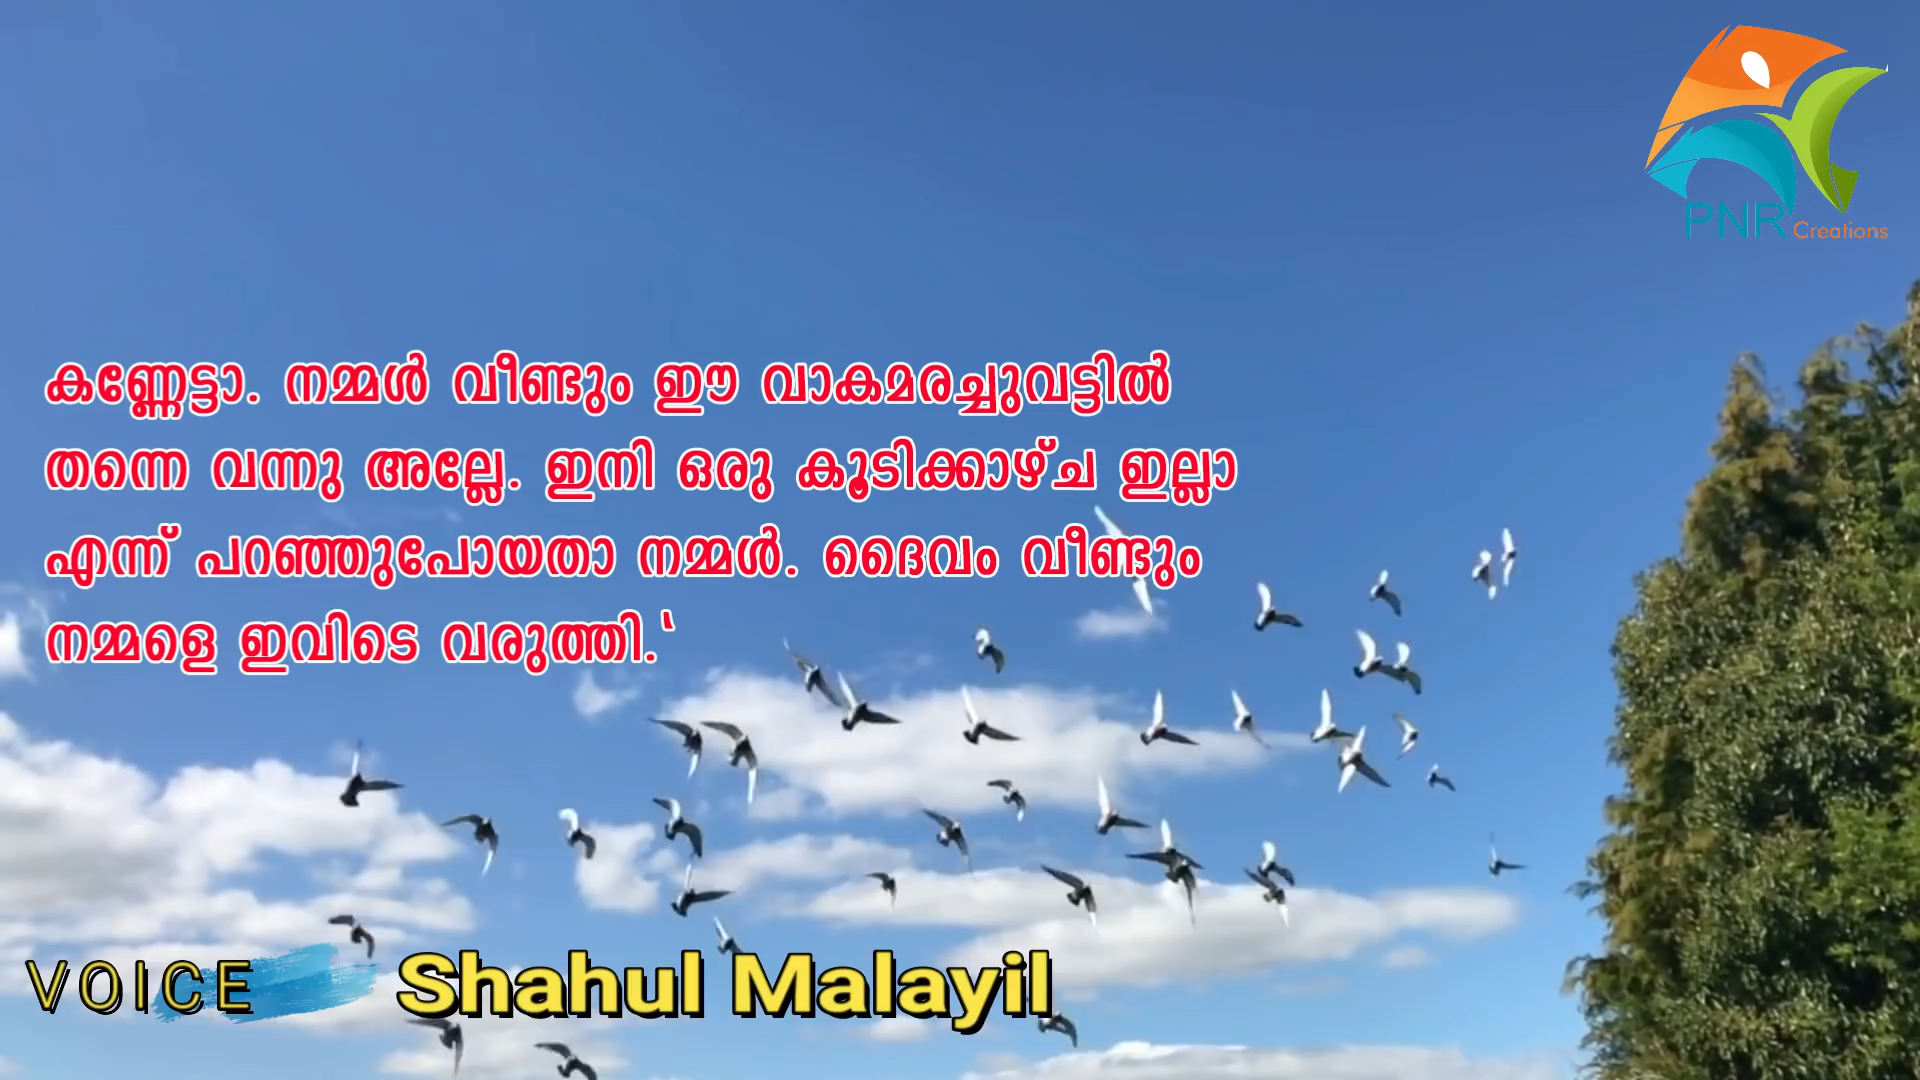 PNR Creations
കണ്ണേട്ടാ. നമ്മൾ വീണ്ടും ഈ വാകമരച്ചുവട്ടിൽ
തന്നെ വന്നു അല്ലേ. ഇനി ഒരു കൂടിക്കാഴ്ച ഇല്ലാ
എന്ന് പറഞ്ഞുപോയതാ നമ്മൾ. ദൈവം വീണ്ടും
നമ്മളെ ഇവിടെ വരുത്തി.‘
VOICE Shahul Malayil